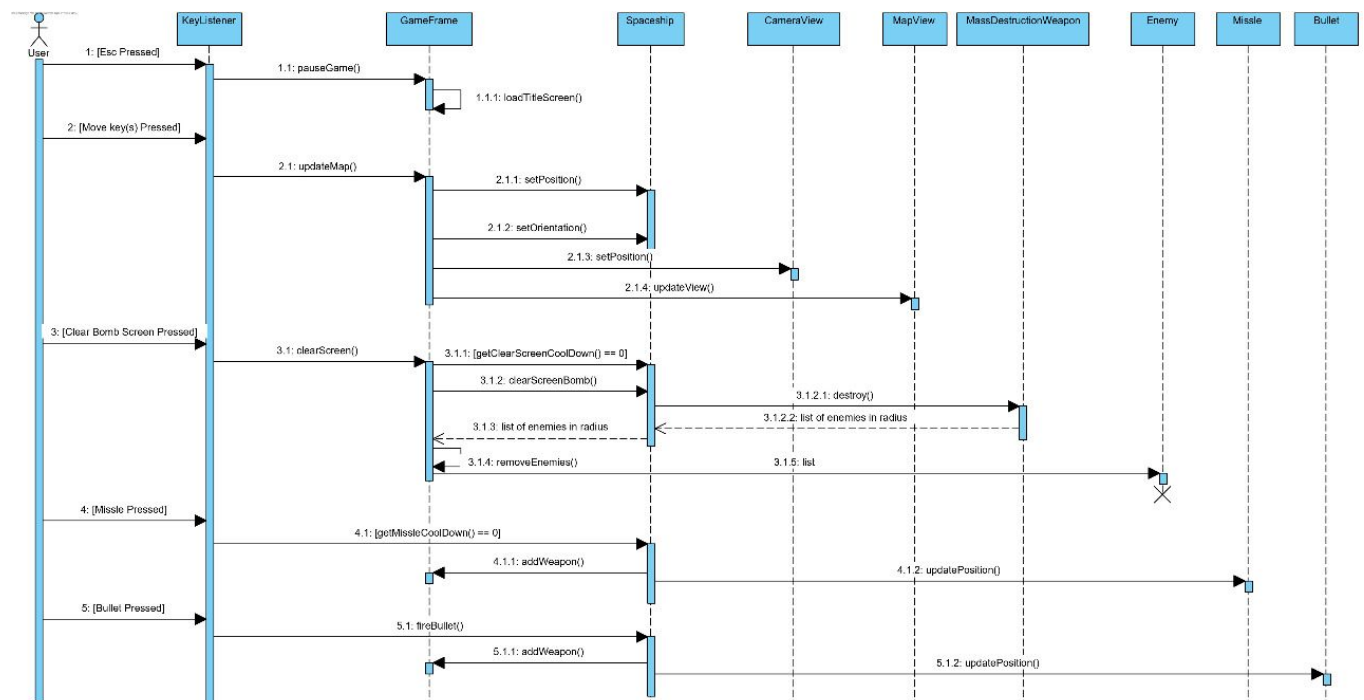 KeyListener
GameFrame
Spaceship
CameraView
MapView
MassDestructionWeapon
Enemy
Missle
Bullet
User
1: [Esc Pressed]
1.1: pauseGame()
1.1.1: loadTitleScreen()
2: [Move key(s) Pressed]
2.1: updateMap()
2.1.1: setPosition()
2.1.2: setOrientation()
2.1.3: setPosition()
2.1.4: updateView()
3: [Clear Bomb Screen Pressed]
3.1: clearScreen()
3.1.1: [getClearScreenCoolDown() == 0]
3.1.2: clearScreenBomb()
3.1.2.1: destroy()
3.1.2.2: list of enemies in radius
3.1.3: list of enemies in radius
3.1.4: removeEnemies()
3.1.5: list
4: [Missle Pressed]
4.1: [getMissleCoolDown() == 0]
4.1.1: addWeapon()
4.1.2: updatePosition()
5: [Bullet Pressed]
5.1: fireBullet()
5.1.1: addWeapon()
5.1.2: updatePosition()